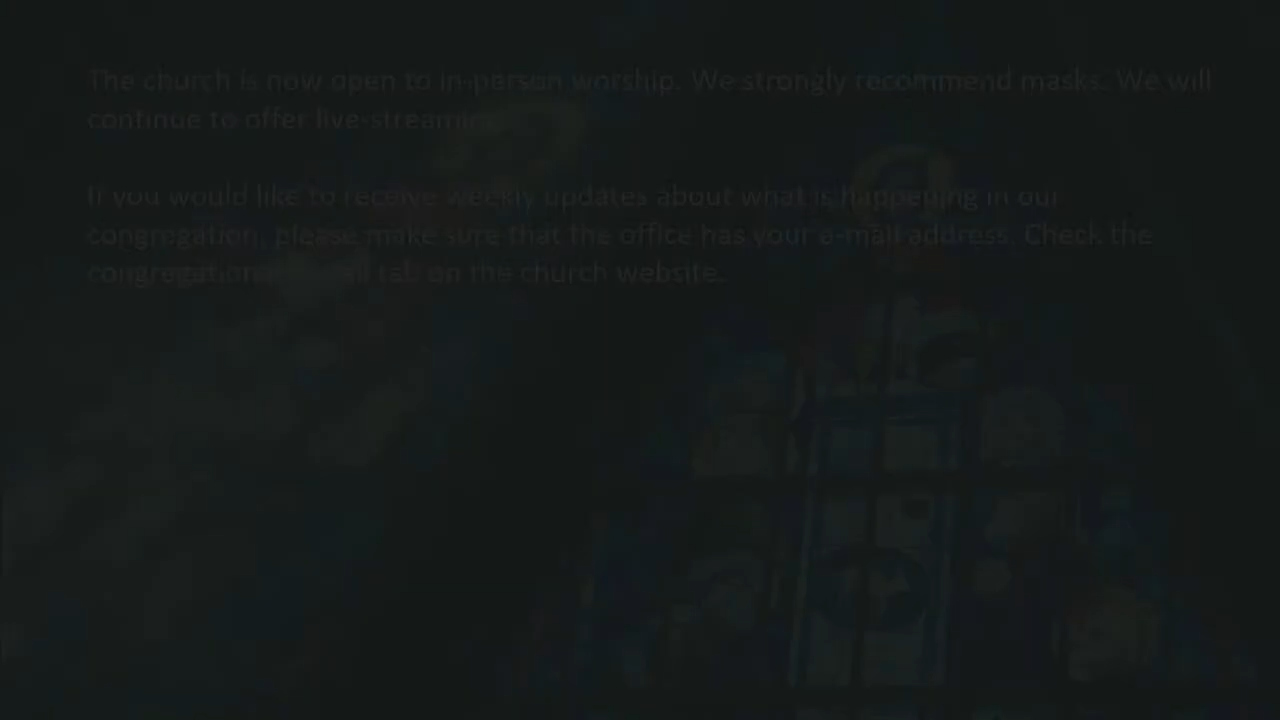 The church is now open to in-person worship. We strongly recommend masks. We will
continue to offer live-streaming
If you would like to receive weekly updates about what is happening in our
congregation, please make sure that the office has your e-mail address. Check the
congregational tab on the church website.